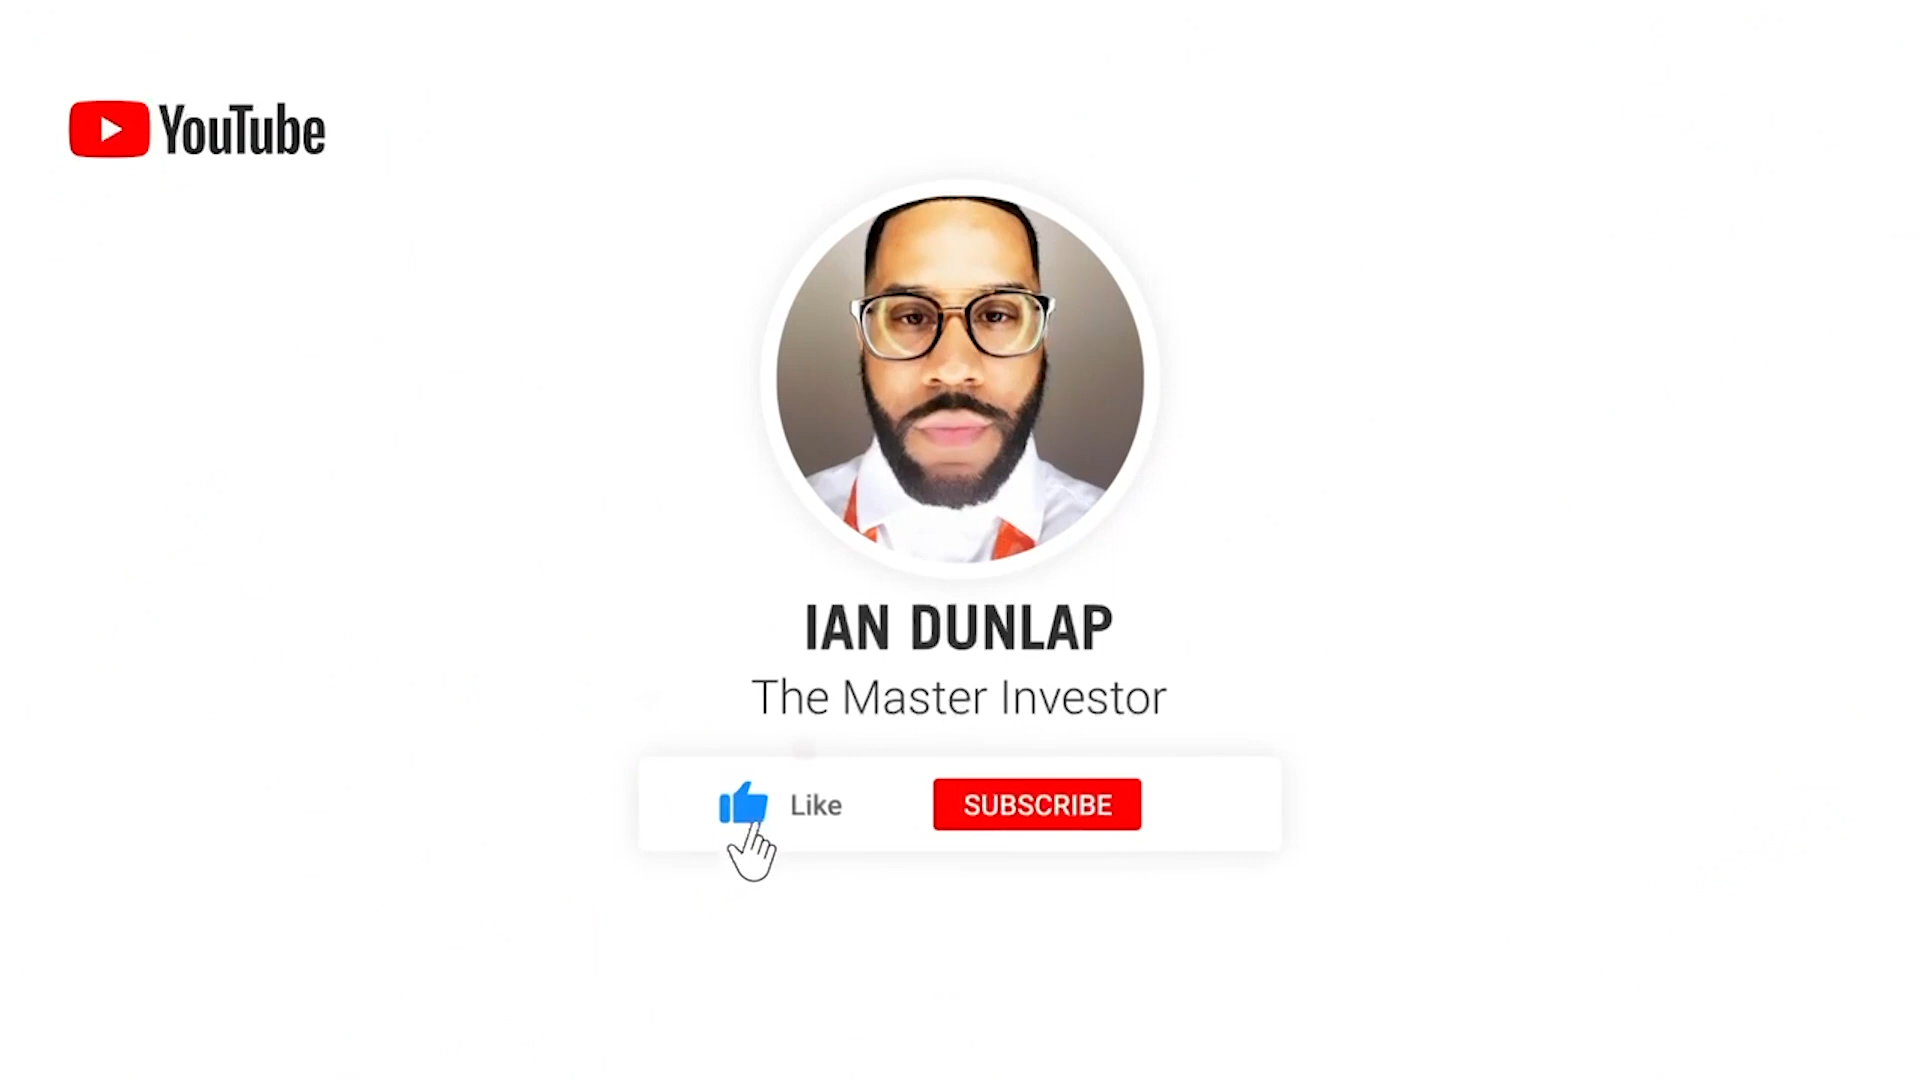 YouTube
IAN DUNLAP
The Master Investor
Like
SUBSCRIBE